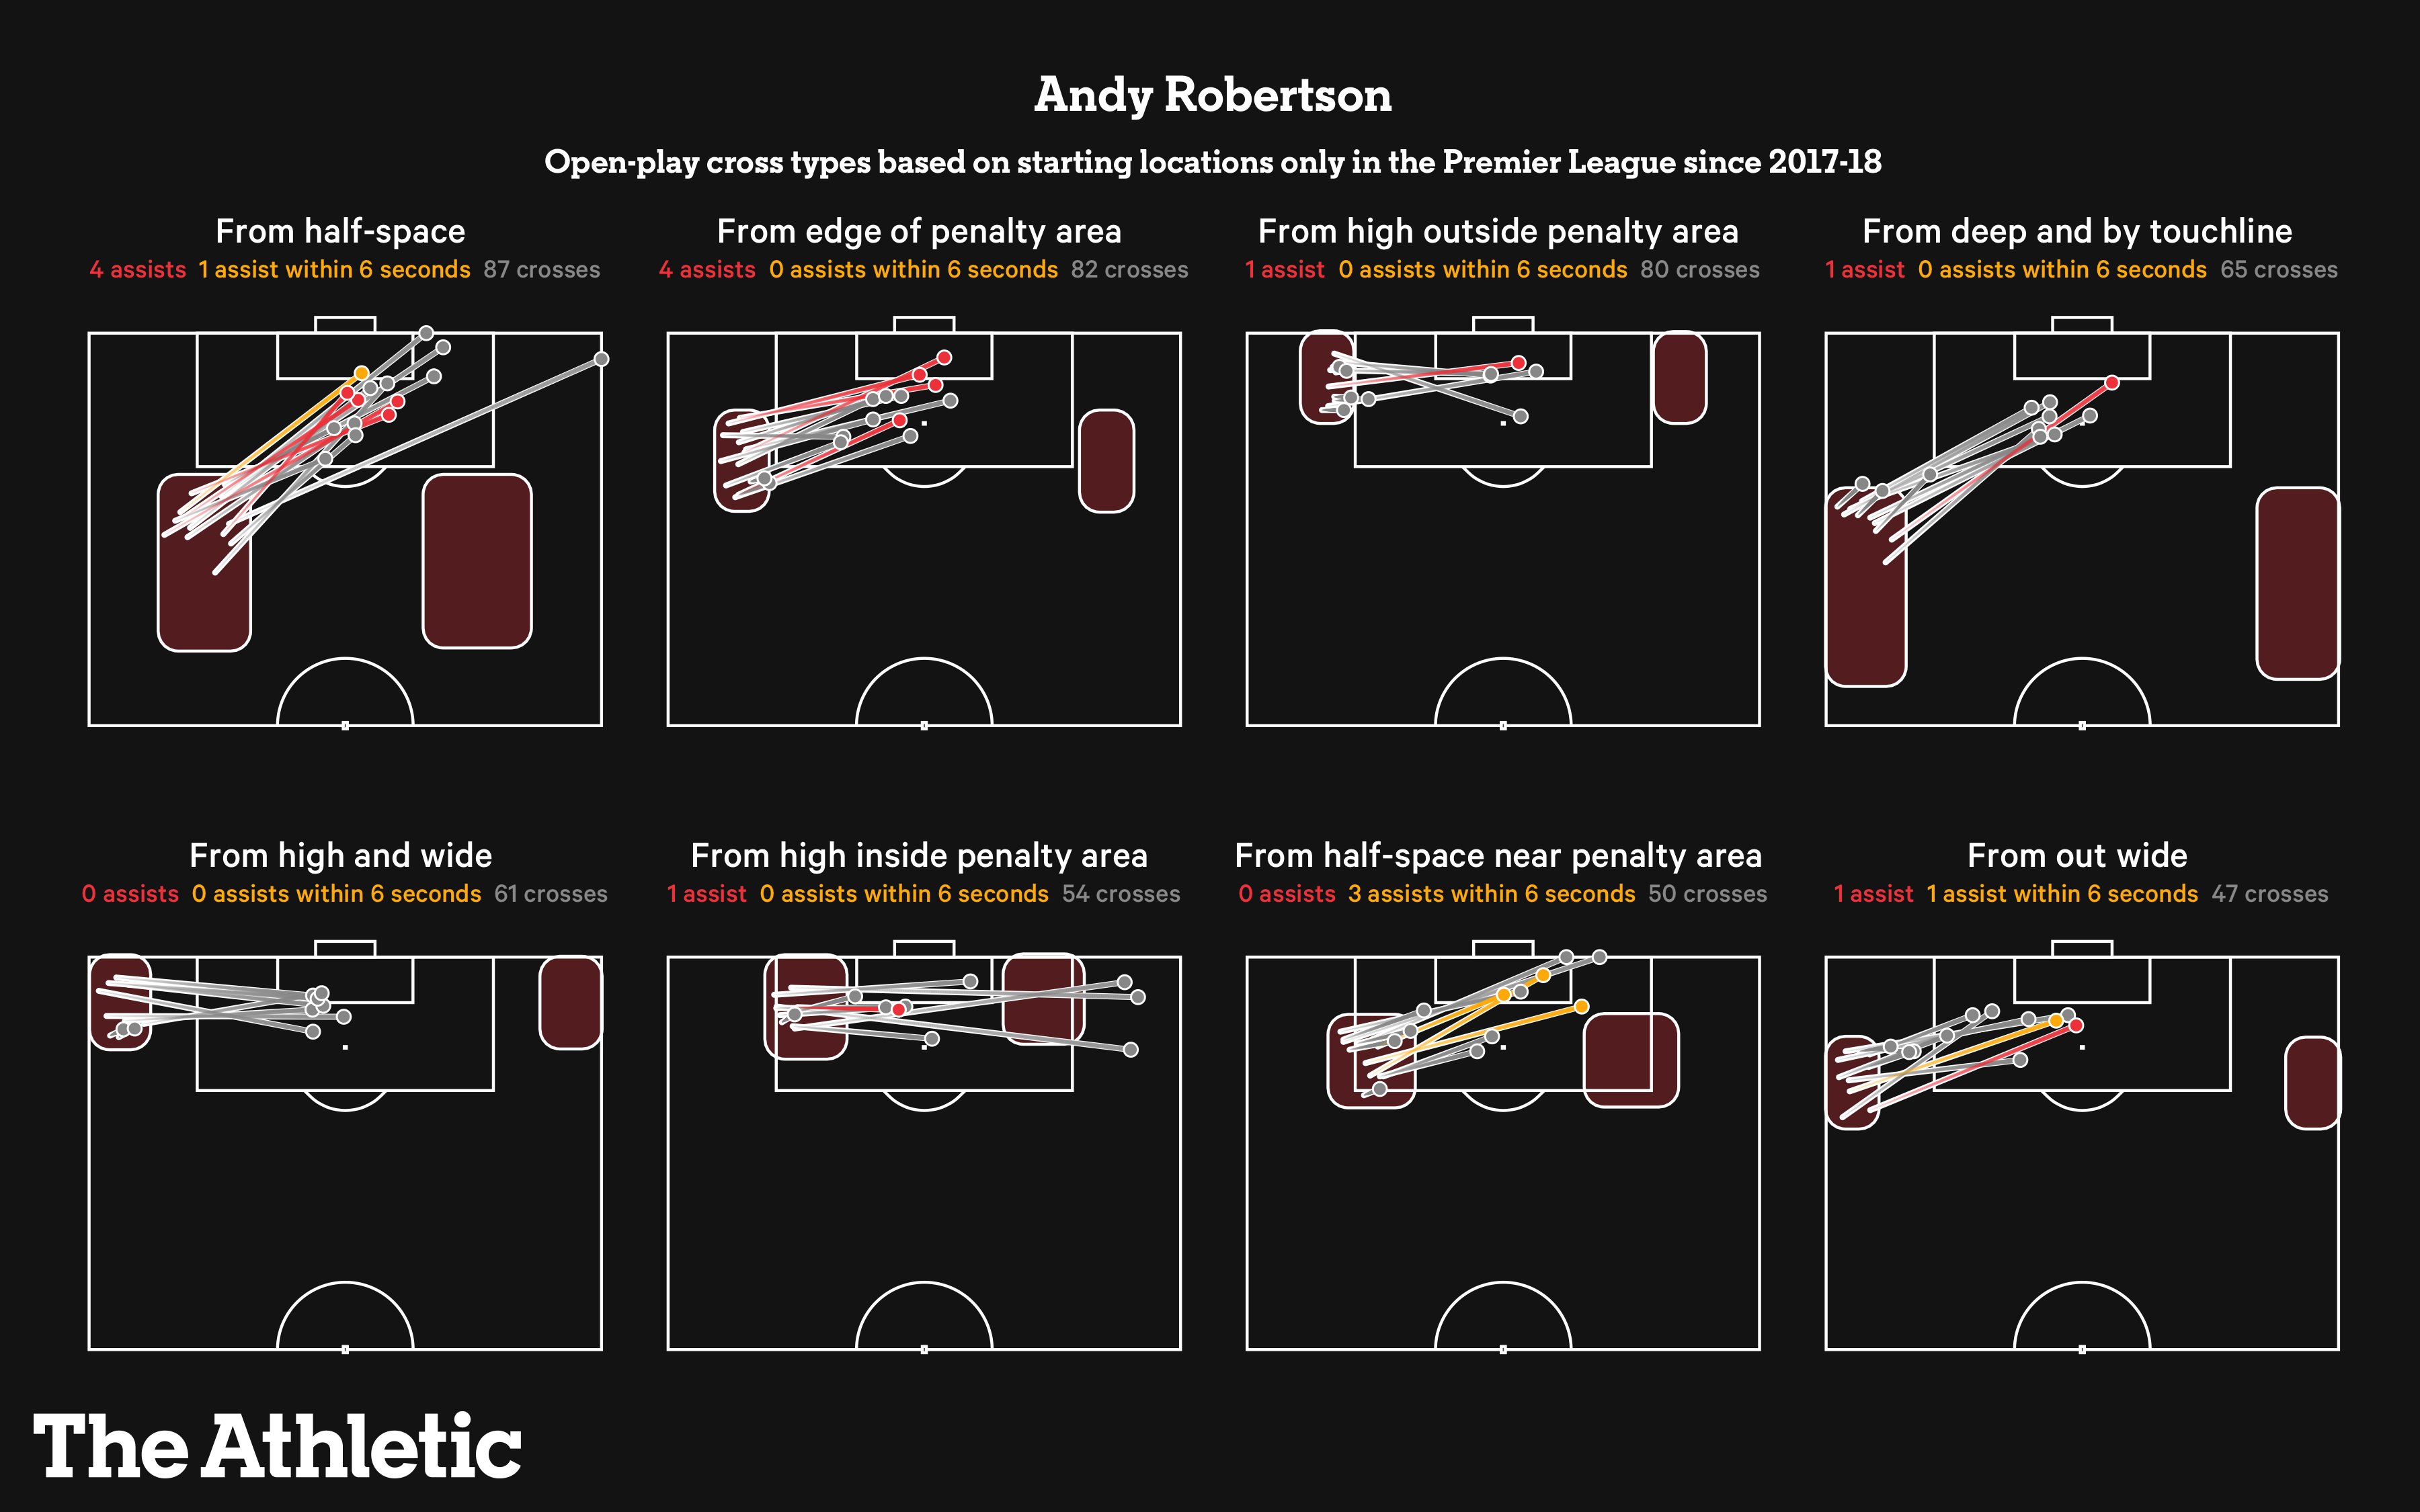 Andy Robertson
Open-play cross types based on starting locations only in the Premier League since 2017-18
From half-space
4 assists 1 assist within 6 seconds 87 crosses
From edge of penalty area
4 assists 0 assists within 6 seconds 82 crosses
From high outside penalty area
1 assist 0 assists within 6 seconds 80 crosses
From deep and by touchline
1 assist 0 assists within 6 seconds 65 crosses
From high and wide
0 assists 0 assists within 6 seconds 61 crosses
From high inside penalty area
1 assist 0 assists within 6 seconds 54 crosses
From half-space near penalty area
0 assists 3 assists within 6 seconds 50 crosses
From out wide
1 assist 1 assist within 6 seconds 47 crosses
The Athletic